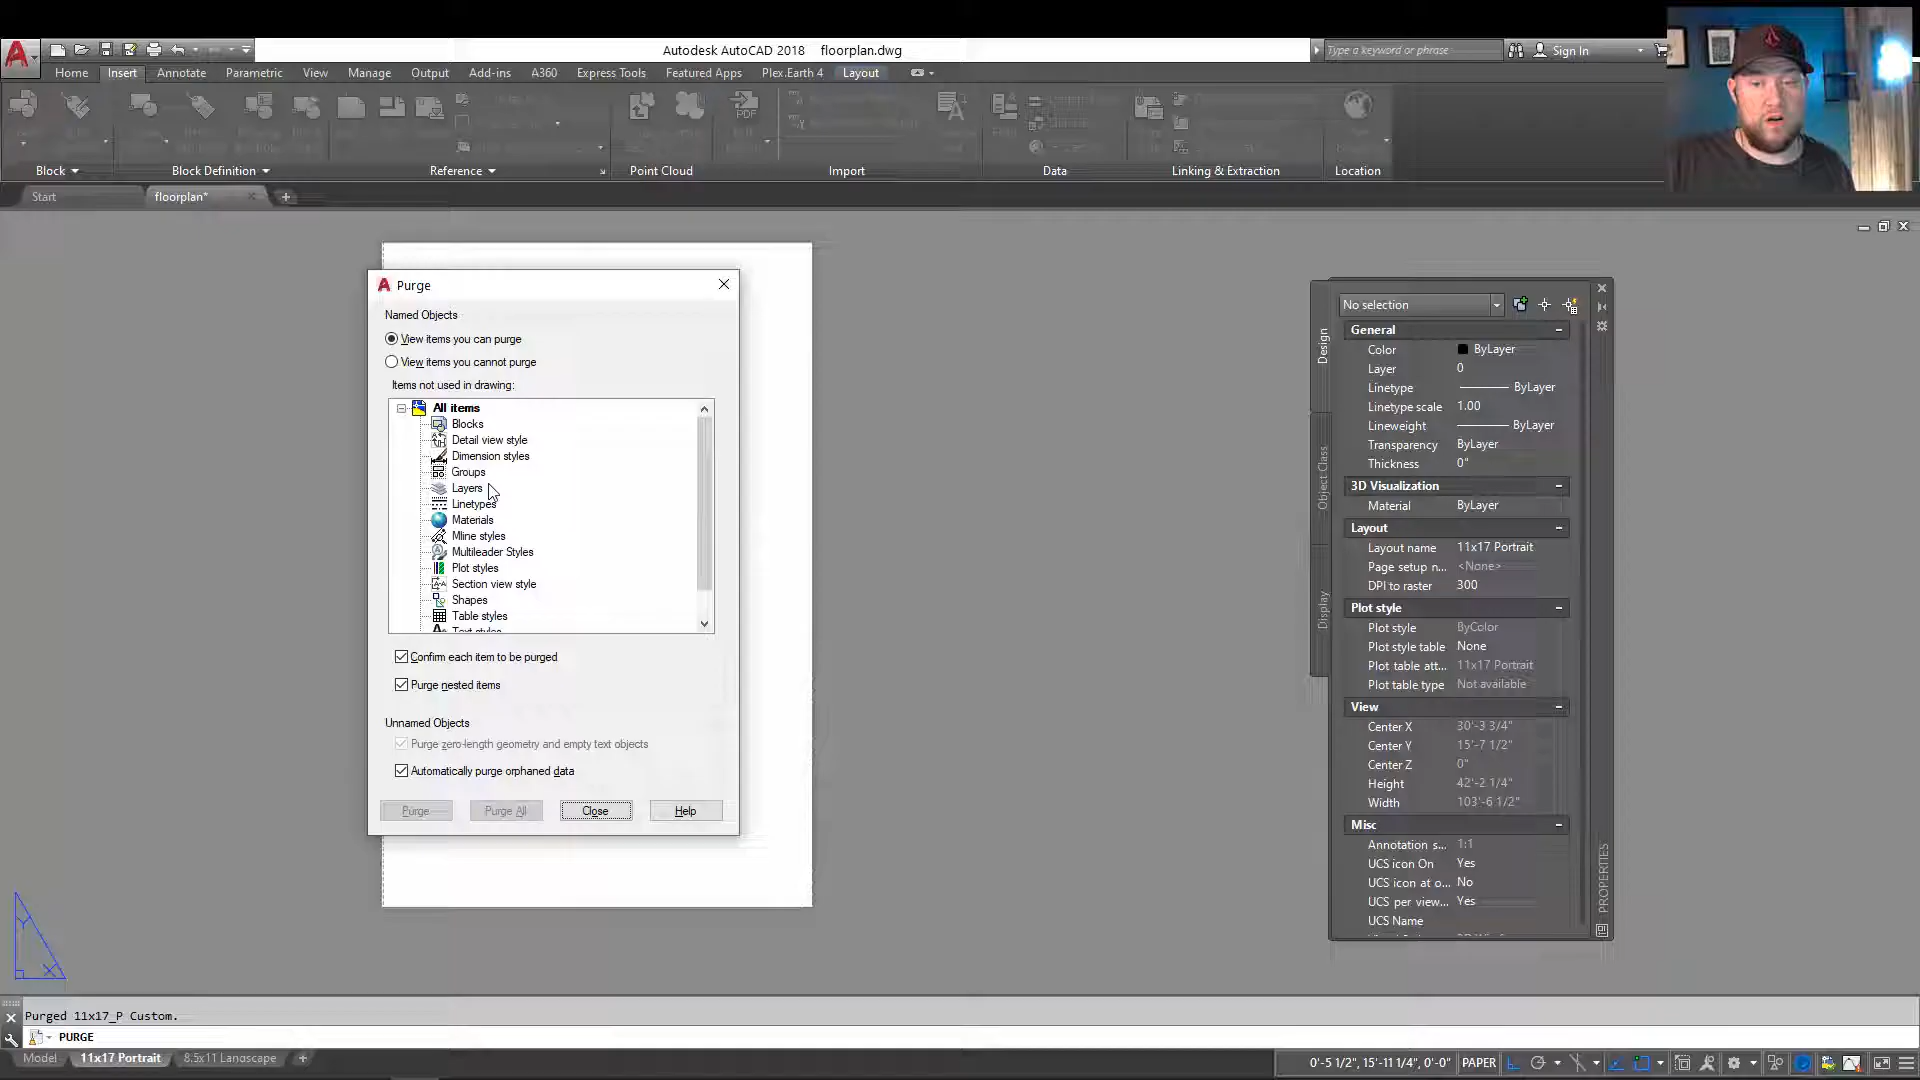 Autodesk AutoCAD 2018 floorplan.dwg
Type a keyword or phrase
Sign In
Home Insert Annotate Parametric View Manage Output Add-ins A360 Express Tools Featured Apps Plex.Earth 4 Layout
PDF
Block Block Definition Reference Point Cloud Import Data Linking & Extraction Location
Start floorplan*
Purge
Named Objects
View items you can purge
View items you cannot purge
Items not used in drawing:
All items
Blocks
Detail view style
Dimension styles
Groups
Layers
Linetypes
Materials
Mline styles
Multileader Styles
Plot styles
Section view style
Shapes
Table styles
Text styles
Confirm each item to be purged
Purge nested items
Unnamed Objects
Purge zero-length geometry and empty text objects
Automatically purge orphaned data
Purge Purge All Close Help
No selection
Design
Object Class
Display
PROPERTIES
General
Color ByLayer
Layer 0
Linetype ByLayer
Linetype scale 1.00
Lineweight ByLayer
Transparency ByLayer
Thickness 0"
3D Visualization
Material ByLayer
Layout
Layout name 11x17 Portrait
Page setup n... <None>
DPI to raster 300
Plot style
Plot style ByColor
Plot style table None
Plot table att... 11x17 Portrait
Plot table type Not available
View
Center X 30'-3 3/4"
Center Y 15'-7 1/2"
Center Z 0"
Height 42'-2 1/4"
Width 103'-6 1/2"
Misc
Annotation s... 1:1
UCS icon On Yes
UCS icon at o... No
UCS per view... Yes
UCS Name
Y
X
Purged 11x17_P Custom.
PURGE
Model 11x17 Portrait 8.5x11 Lanscape
0'-5 1/2", 15'-11 1/4", 0'-0" PAPER